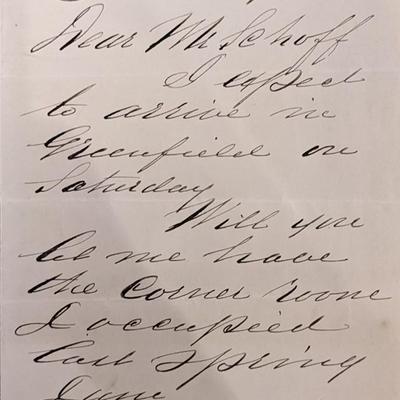 Dear Mr Schoff
I expect
to arrive in
Greenfield on
Saturday
Will you
let me have
the corner room
I occupied
last spring